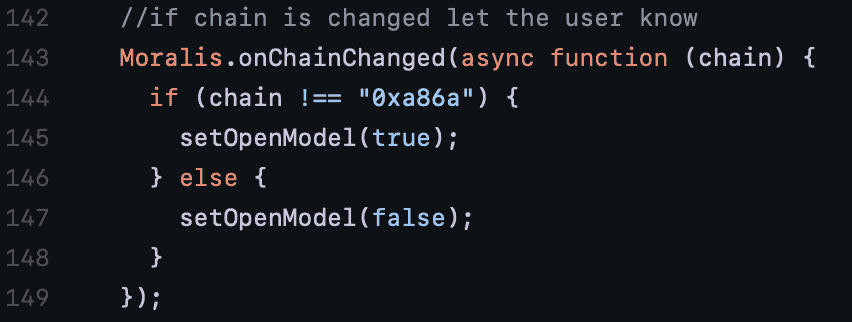 142 //if chain is changed let the user know
143 Moralis.onChainChanged(async function (chain) {
144 if (chain !== "0xa86a") {
145 setOpenModel(true);
146 } else {
147 setOpenModel(false);
148 }
149 });